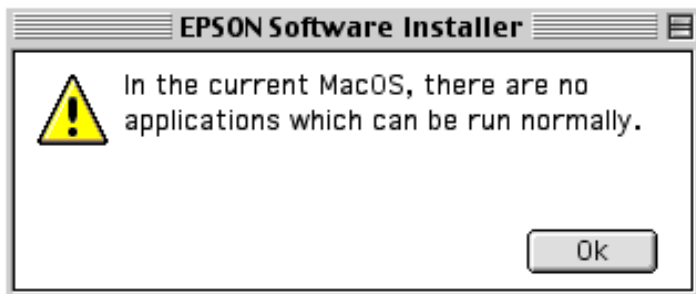 EPSON Software Installer
In the current MacOS, there are no
applications which can be run normally.
Ok